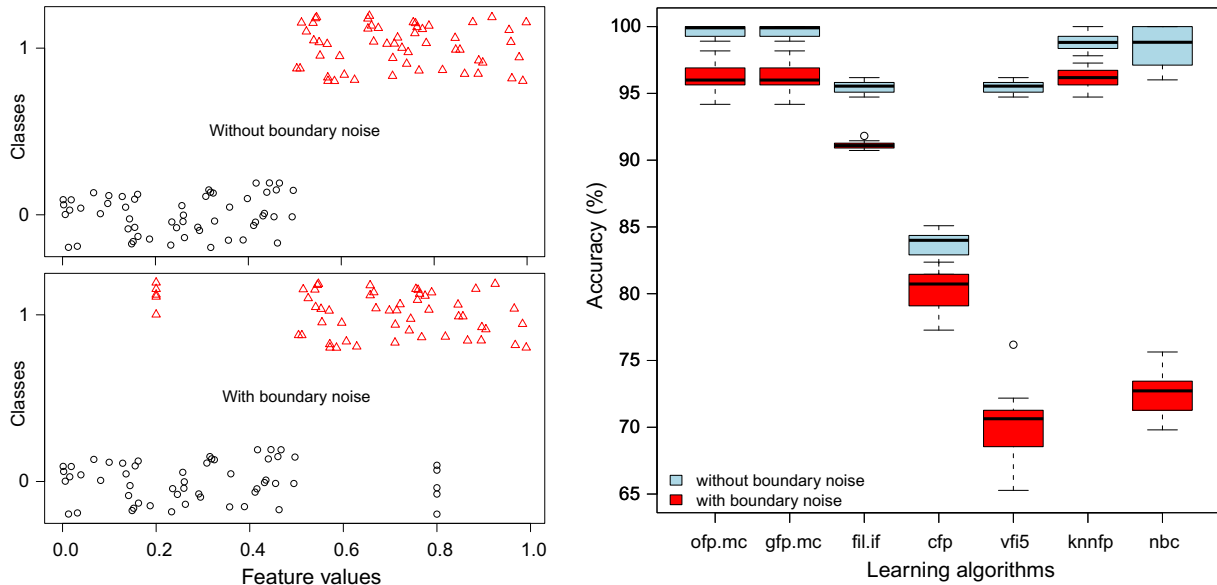 Classes
1
0
Without boundary noise
Classes
1
0
With boundary noise
0.0 0.2 0.4 0.6 0.8 1.0
Feature values
Accuracy (%)
100
95
90
85
80
75
70
65
without boundary noise
with boundary noise
ofp.mc gfp.mc fil.if cfp vfi5 knnfp nbc
Learning algorithms